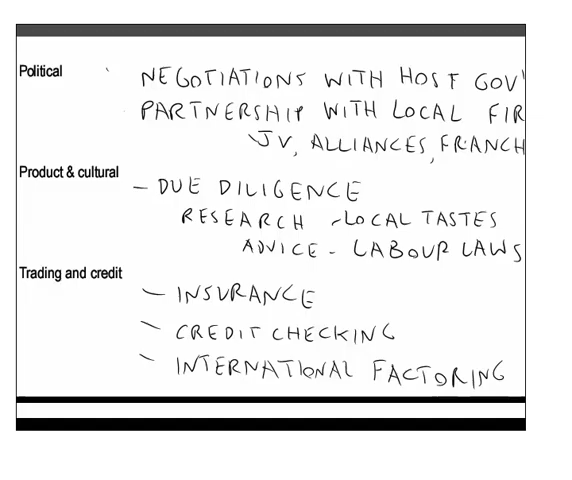 Political
NEGOTIATIONS WITH HOST GOV'
PARTNERSHIP WITH LOCAL FIR
JV, ALLIANCES, FRANCH
Product & cultural
- DUE DILIGENCE
RESEARCH - LOCAL TASTES
ADVICE - LABOUR LAWS
Trading and credit
- INSURANCE
- CREDIT CHECKING
- INTERNATIONAL FACTORING